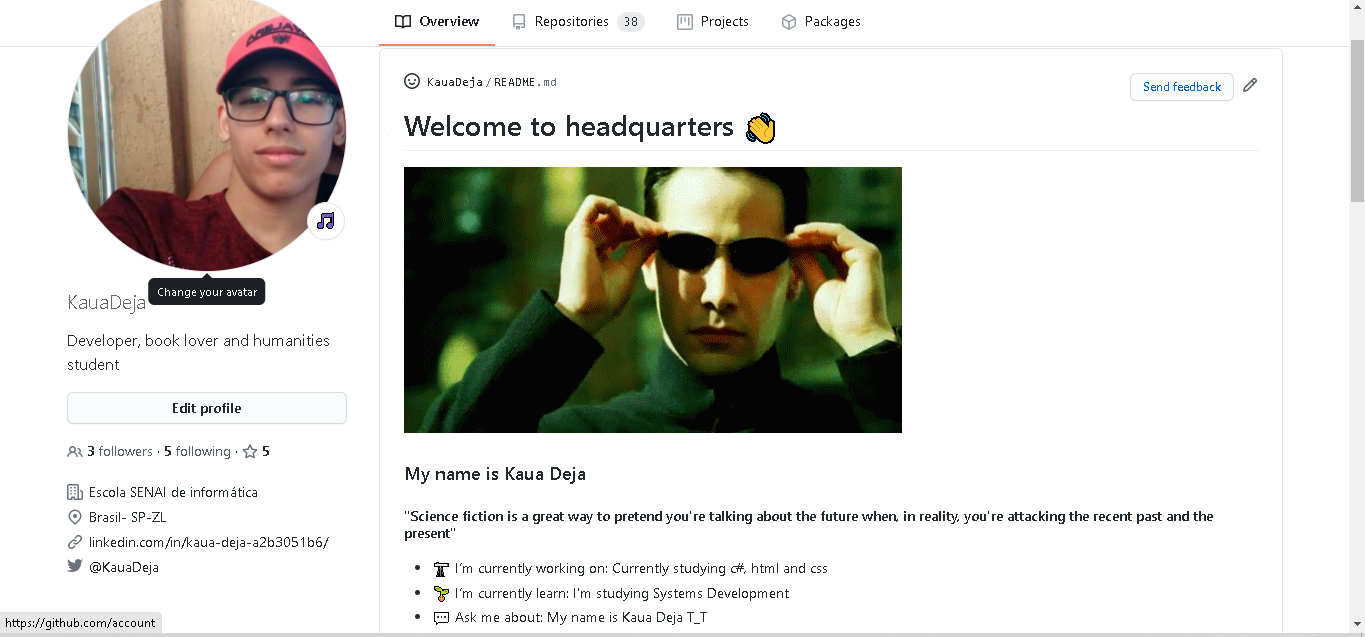 Overview Repositories 38 Projects Packages
KauaDeja/README.md
Send feedback
Welcome to headquarters 👋
Change your avatar
KauaDeja
Developer, book lover and humanities
student
Edit profile
3 followers · 5 following · 5
Escola SENAI de informática
Brasil- SP-ZL
linkedin.com/in/kaua-deja-a2b3051b6/
@KauaDeja
My name is Kaua Deja
"Science fiction is a great way to pretend you're talking about the future when, in reality, you're attacking the recent past and the
present"
I'm currently working on: Currently studying c#, html and css
I'm currently learn: I'm studying Systems Development
Ask me about: My name is Kaua Deja T_T
https://github.com/account